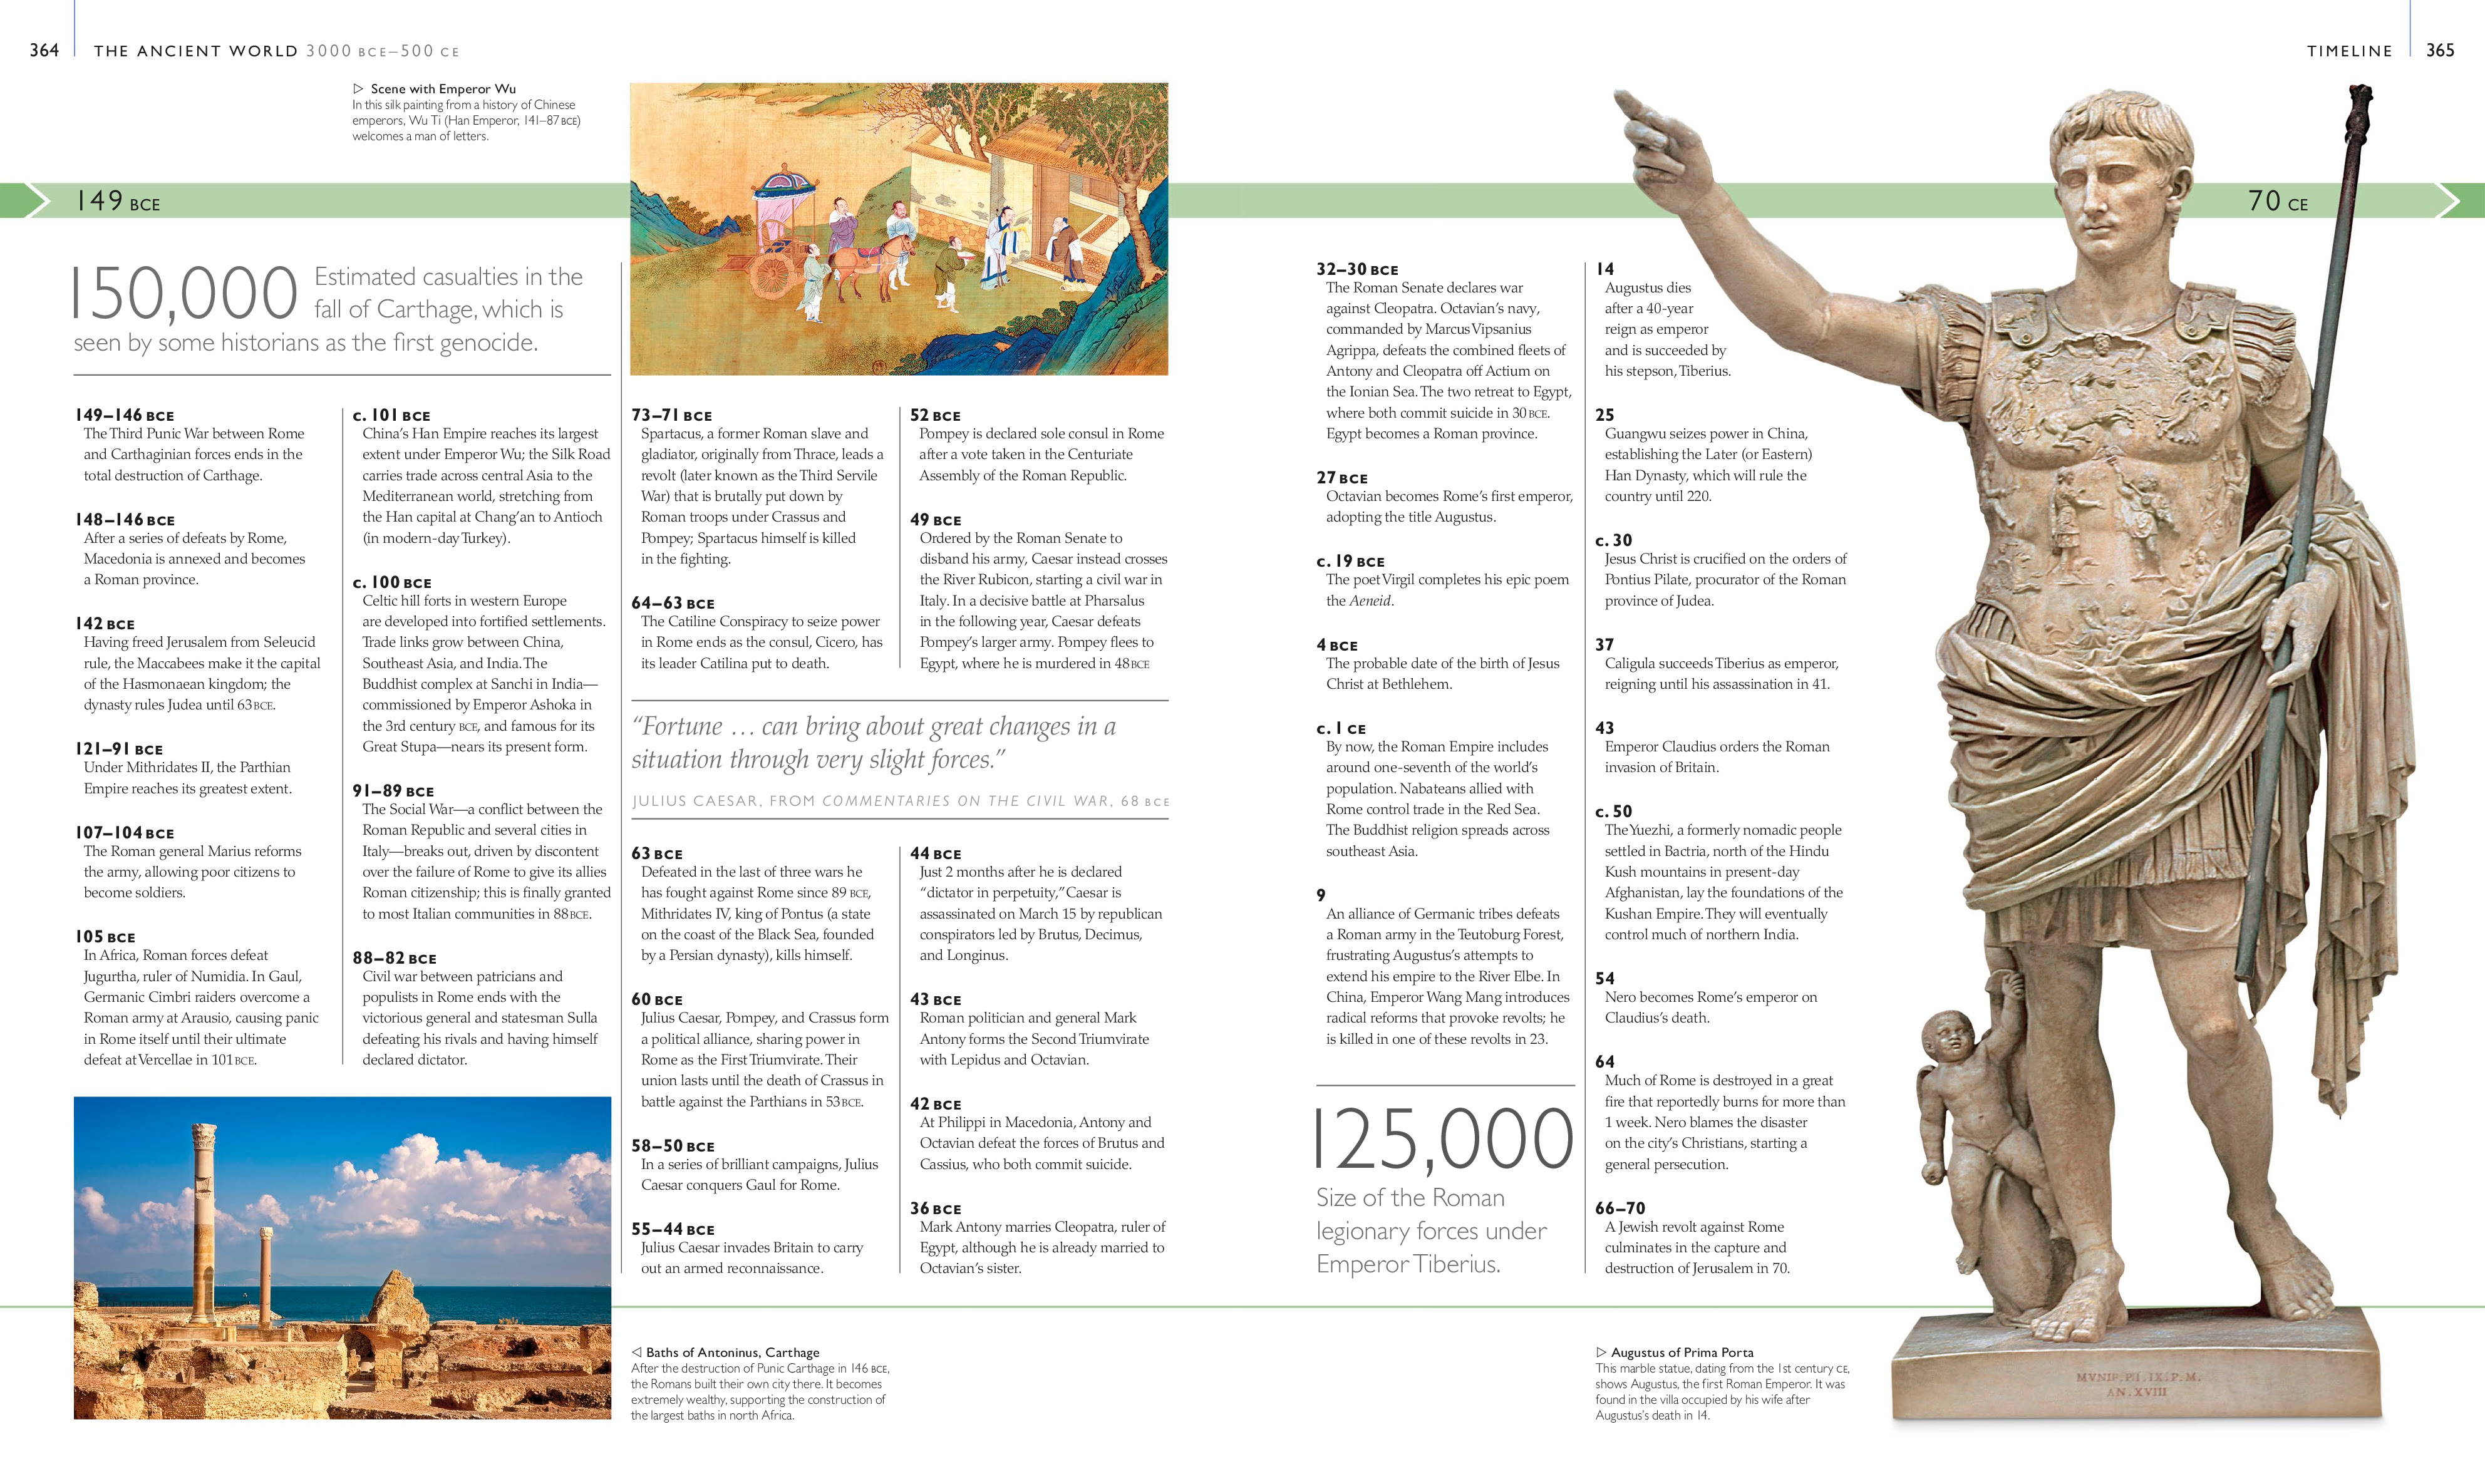 364
THE ANCIENT WORLD 3000 BCE–500 CE
TIMELINE
365
▷ Scene with Emperor Wu
In this silk painting from a history of Chinese
emperors, Wu Ti (Han Emperor, 141–87 BCE)
welcomes a man of letters.
149 BCE
70 CE
150,000 Estimated casualties in the
fall of Carthage, which is
seen by some historians as the first genocide.
149–146 BCE
The Third Punic War between Rome
and Carthaginian forces ends in the
total destruction of Carthage.
148–146 BCE
After a series of defeats by Rome,
Macedonia is annexed and becomes
a Roman province.
142 BCE
Having freed Jerusalem from Seleucid
rule, the Maccabees make it the capital
of the Hasmonaean kingdom; the
dynasty rules Judea until 63 BCE.
121–91 BCE
Under Mithridates II, the Parthian
Empire reaches its greatest extent.
107–104 BCE
The Roman general Marius reforms
the army, allowing poor citizens to
become soldiers.
105 BCE
In Africa, Roman forces defeat
Jugurtha, ruler of Numidia. In Gaul,
Germanic Cimbri raiders overcome a
Roman army at Arausio, causing panic
in Rome itself until their ultimate
defeat at Vercellae in 101 BCE.
c. 101 BCE
China's Han Empire reaches its largest
extent under Emperor Wu; the Silk Road
carries trade across central Asia to the
Mediterranean world, stretching from
the Han capital at Chang'an to Antioch
(in modern-day Turkey).
c. 100 BCE
Celtic hill forts in western Europe
are developed into fortified settlements.
Trade links grow between China,
Southeast Asia, and India. The
Buddhist complex at Sanchi in India—
commissioned by Emperor Ashoka in
the 3rd century BCE, and famous for its
Great Stupa—nears its present form.
91–89 BCE
The Social War—a conflict between the
Roman Republic and several cities in
Italy—breaks out, driven by discontent
over the failure of Rome to give its allies
Roman citizenship; this is finally granted
to most Italian communities in 88 BCE.
88–82 BCE
Civil war between patricians and
populists in Rome ends with the
victorious general and statesman Sulla
defeating his rivals and having himself
declared dictator.
73–71 BCE
Spartacus, a former Roman slave and
gladiator, originally from Thrace, leads a
revolt (later known as the Third Servile
War) that is brutally put down by
Roman troops under Crassus and
Pompey; Spartacus himself is killed
in the fighting.
64–63 BCE
The Catiline Conspiracy to seize power
in Rome ends as the consul, Cicero, has
its leader Catilina put to death.
52 BCE
Pompey is declared sole consul in Rome
after a vote taken in the Centuriate
Assembly of the Roman Republic.
49 BCE
Ordered by the Roman Senate to
disband his army, Caesar instead crosses
the River Rubicon, starting a civil war in
Italy. In a decisive battle at Pharsalus
in the following year, Caesar defeats
Pompey's larger army. Pompey flees to
Egypt, where he is murdered in 48 BCE
“Fortune … can bring about great changes in a
situation through very slight forces.”
JULIUS CAESAR, FROM COMMENTARIES ON THE CIVIL WAR, 68 BCE
63 BCE
Defeated in the last of three wars he
has fought against Rome since 89 BCE,
Mithridates IV, king of Pontus (a state
on the coast of the Black Sea, founded
by a Persian dynasty), kills himself.
60 BCE
Julius Caesar, Pompey, and Crassus form
a political alliance, sharing power in
Rome as the First Triumvirate. Their
union lasts until the death of Crassus in
battle against the Parthians in 53 BCE.
58–50 BCE
In a series of brilliant campaigns, Julius
Caesar conquers Gaul for Rome.
55–44 BCE
Julius Caesar invades Britain to carry
out an armed reconnaissance.
44 BCE
Just 2 months after he is declared
“dictator in perpetuity,” Caesar is
assassinated on March 15 by republican
conspirators led by Brutus, Decimus,
and Longinus.
43 BCE
Roman politician and general Mark
Antony forms the Second Triumvirate
with Lepidus and Octavian.
42 BCE
At Philippi in Macedonia, Antony and
Octavian defeat the forces of Brutus and
Cassius, who both commit suicide.
36 BCE
Mark Antony marries Cleopatra, ruler of
Egypt, although he is already married to
Octavian's sister.
◁ Baths of Antoninus, Carthage
After the destruction of Punic Carthage in 146 BCE,
the Romans built their own city there. It becomes
extremely wealthy, supporting the construction of
the largest baths in north Africa.
32–30 BCE
The Roman Senate declares war
against Cleopatra. Octavian's navy,
commanded by Marcus Vipsanius
Agrippa, defeats the combined fleets of
Antony and Cleopatra off Actium on
the Ionian Sea. The two retreat to Egypt,
where both commit suicide in 30 BCE.
Egypt becomes a Roman province.
27 BCE
Octavian becomes Rome's first emperor,
adopting the title Augustus.
c. 19 BCE
The poet Virgil completes his epic poem
the Aeneid.
4 BCE
The probable date of the birth of Jesus
Christ at Bethlehem.
c. 1 CE
By now, the Roman Empire includes
around one-seventh of the world's
population. Nabateans allied with
Rome control trade in the Red Sea.
The Buddhist religion spreads across
southeast Asia.
9
An alliance of Germanic tribes defeats
a Roman army in the Teutoburg Forest,
frustrating Augustus's attempts to
extend his empire to the River Elbe. In
China, Emperor Wang Mang introduces
radical reforms that provoke revolts; he
is killed in one of these revolts in 23.
125,000
Size of the Roman
legionary forces under
Emperor Tiberius.
14
Augustus dies
after a 40-year
reign as emperor
and is succeeded by
his stepson, Tiberius.
25
Guangwu seizes power in China,
establishing the Later (or Eastern)
Han Dynasty, which will rule the
country until 220.
c. 30
Jesus Christ is crucified on the orders of
Pontius Pilate, procurator of the Roman
province of Judea.
37
Caligula succeeds Tiberius as emperor,
reigning until his assassination in 41.
43
Emperor Claudius orders the Roman
invasion of Britain.
c. 50
The Yuezhi, a formerly nomadic people
settled in Bactria, north of the Hindu
Kush mountains in present-day
Afghanistan, lay the foundations of the
Kushan Empire. They will eventually
control much of northern India.
54
Nero becomes Rome's emperor on
Claudius's death.
64
Much of Rome is destroyed in a great
fire that reportedly burns for more than
1 week. Nero blames the disaster
on the city's Christians, starting a
general persecution.
66–70
A Jewish revolt against Rome
culminates in the capture and
destruction of Jerusalem in 70.
▷ Augustus of Prima Porta
This marble statue, dating from the 1st century CE,
shows Augustus, the first Roman Emperor. It was
found in the villa occupied by his wife after
Augustus's death in 14.
AN. XVIII